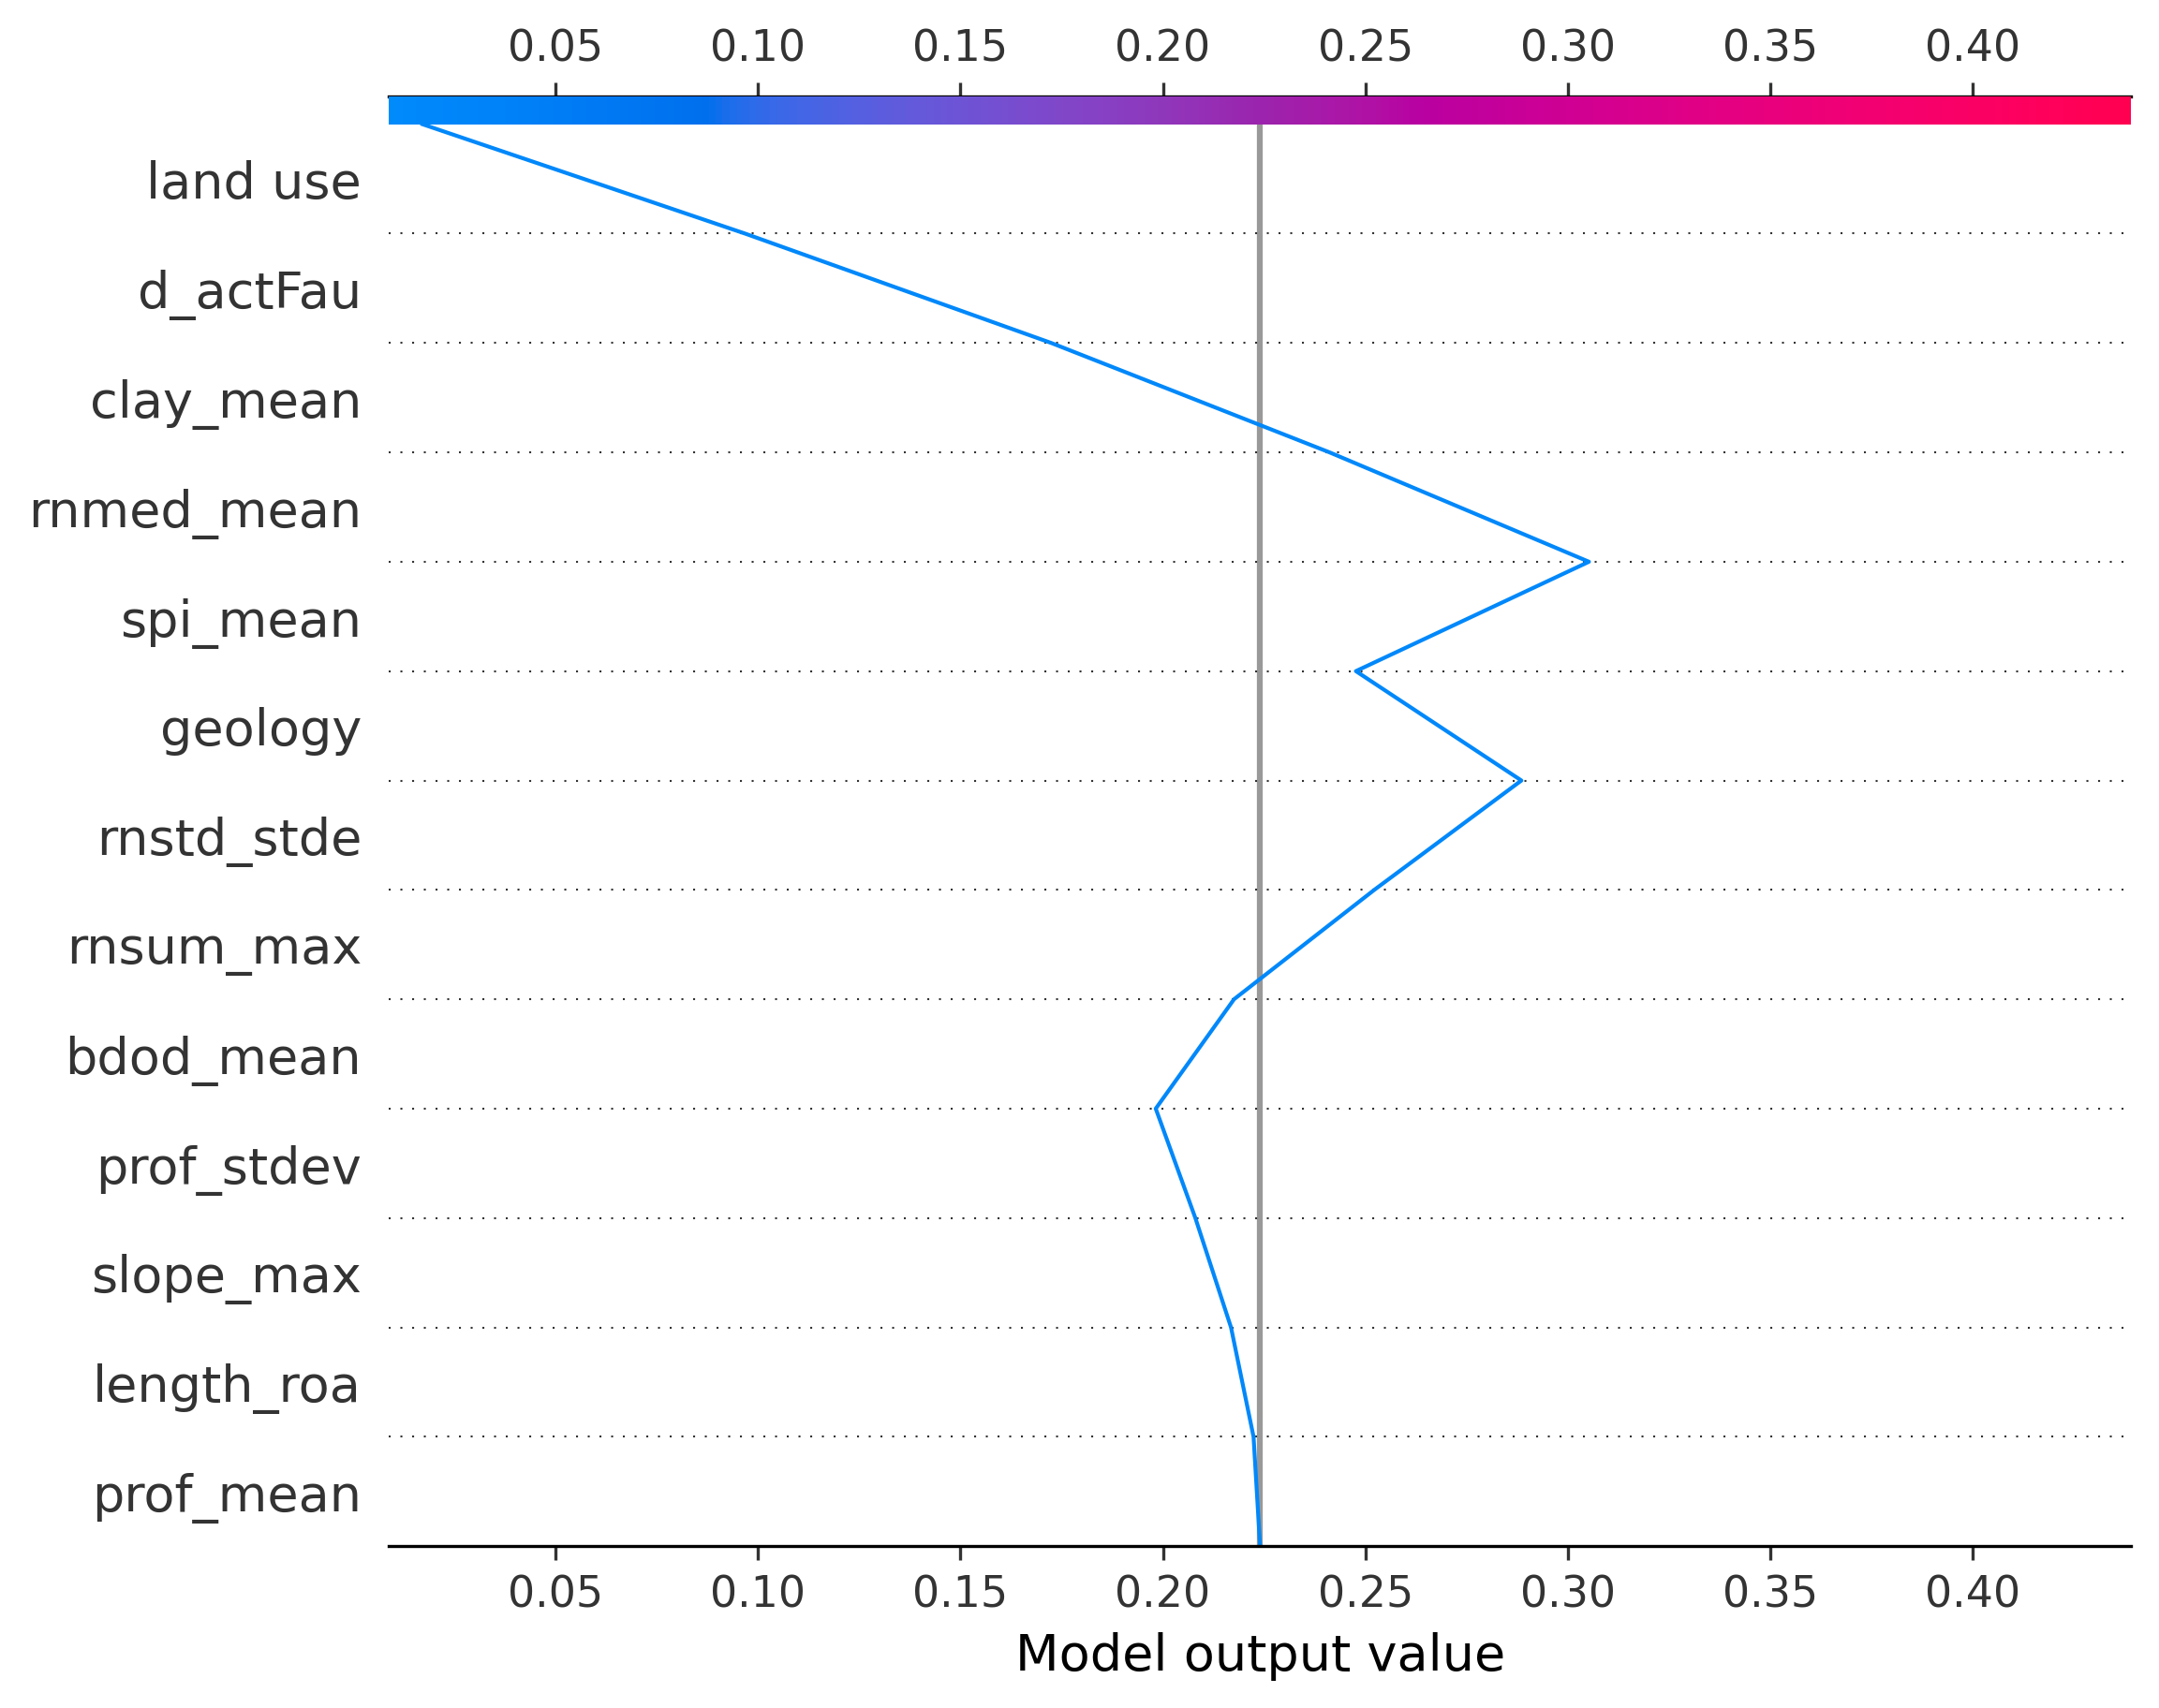 0.05 0.10 0.15 0.20 0.25 0.30 0.35 0.40
land use
d_actFau
clay_mean
rnmed_mean
spi_mean
geology
rnstd_stde
rnsum_max
bdod_mean
prof_stdev
slope_max
length_roa
prof_mean
0.05 0.10 0.15 0.20 0.25 0.30 0.35 0.40
Model output value